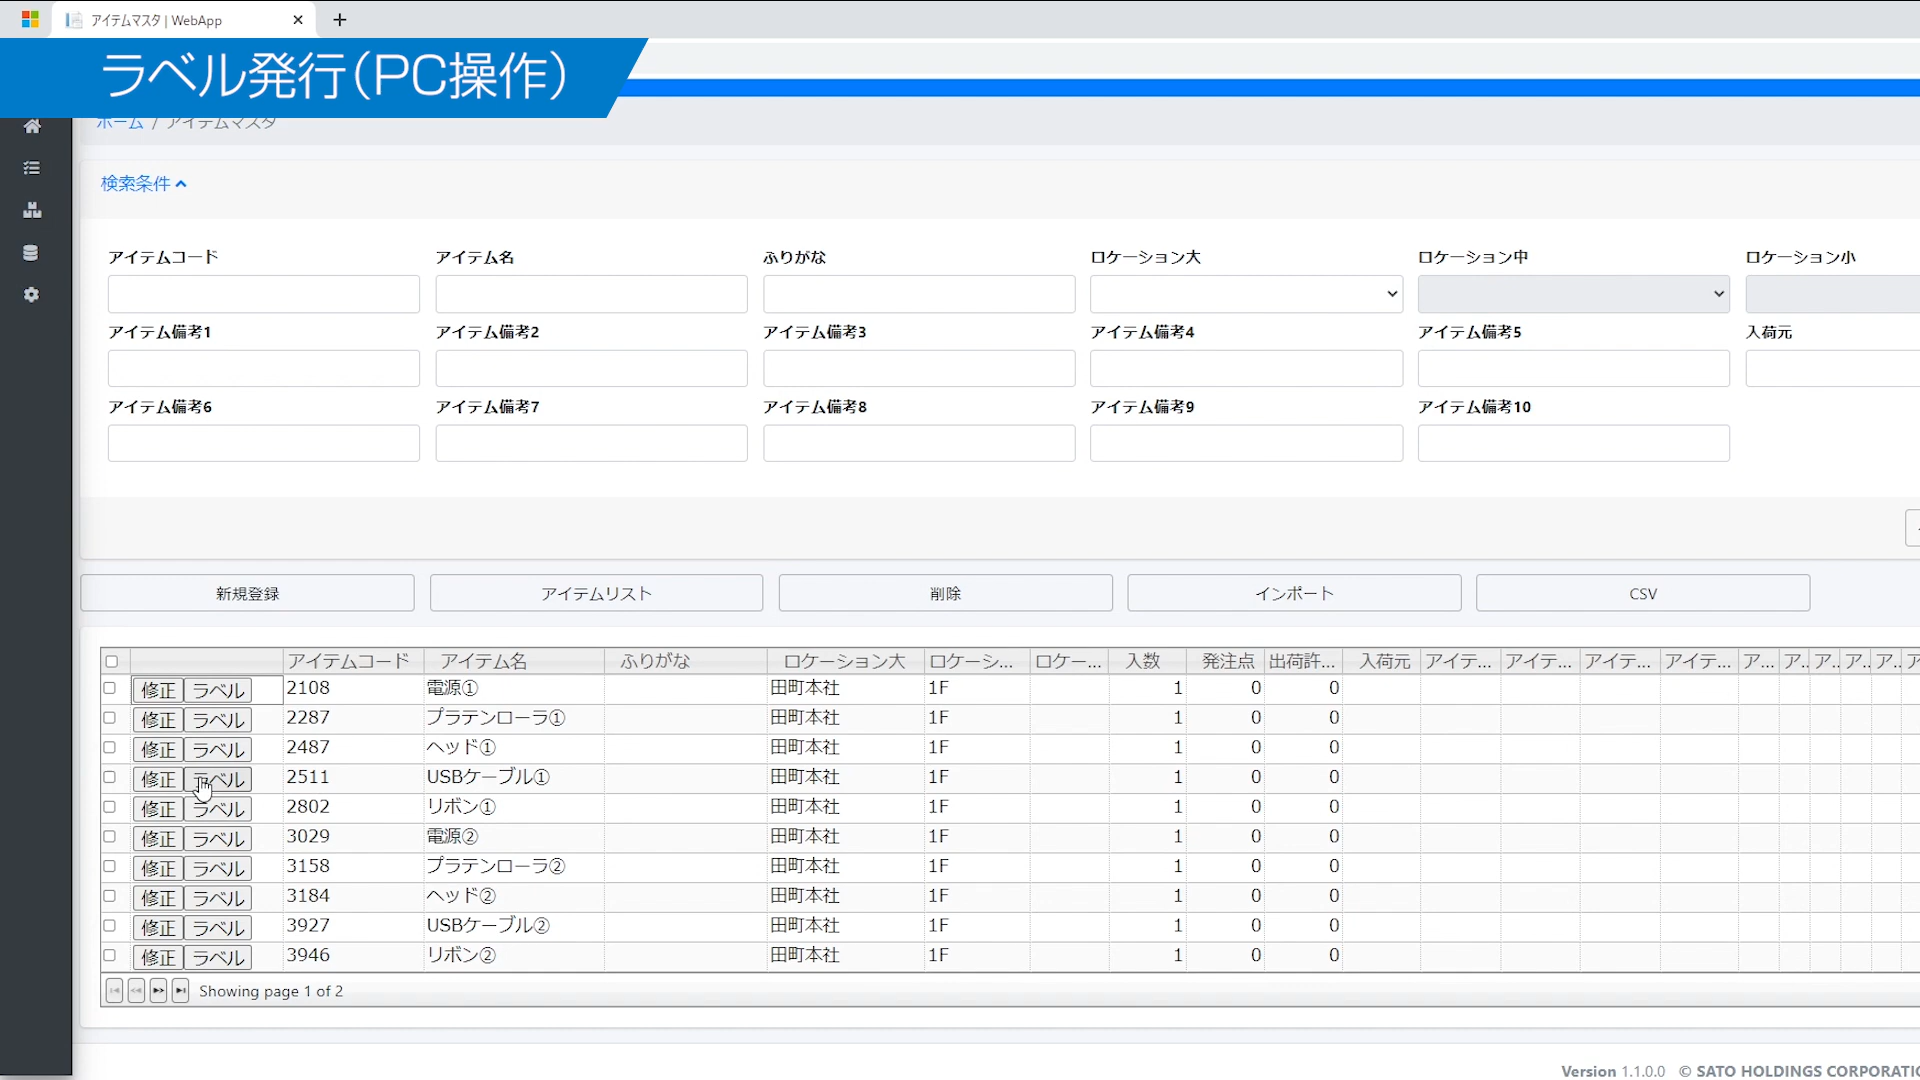 アイテムマスタ | WebApp
ラベル発行（PC操作）
ホーム / アイテムマスタ
検索条件
アイテムコード アイテム名 ふりがな ロケーション大 ロケーション中 ロケーション小
アイテム備考1 アイテム備考2 アイテム備考3 アイテム備考4 アイテム備考5 入荷元
アイテム備考6 アイテム備考7 アイテム備考8 アイテム備考9 アイテム備考10
新規登録 アイテムリスト 削除 インポート CSV
アイテムコード アイテム名 ふりがな ロケーション大 ロケーシ... ロケー... 入数 発注点 出荷許... 入荷元 アイテ... アイテ... アイテ... アイテ... ア... ア.. ア.. ア.. ア.. ア
修正 ラベル 2108 電源① 田町本社 1F 1 0 0
修正 ラベル 2287 プラテンローラ① 田町本社 1F 1 0 0
修正 ラベル 2487 ヘッド① 田町本社 1F 1 0 0
修正 ラベル 2511 USBケーブル① 田町本社 1F 1 0 0
修正 ラベル 2802 リボン① 田町本社 1F 1 0 0
修正 ラベル 3029 電源② 田町本社 1F 1 0 0
修正 ラベル 3158 プラテンローラ② 田町本社 1F 1 0 0
修正 ラベル 3184 ヘッド② 田町本社 1F 1 0 0
修正 ラベル 3927 USBケーブル② 田町本社 1F 1 0 0
修正 ラベル 3946 リボン② 田町本社 1F 1 0 0
Showing page 1 of 2
Version 1.1.0.0 © SATO HOLDINGS CORPORATIO